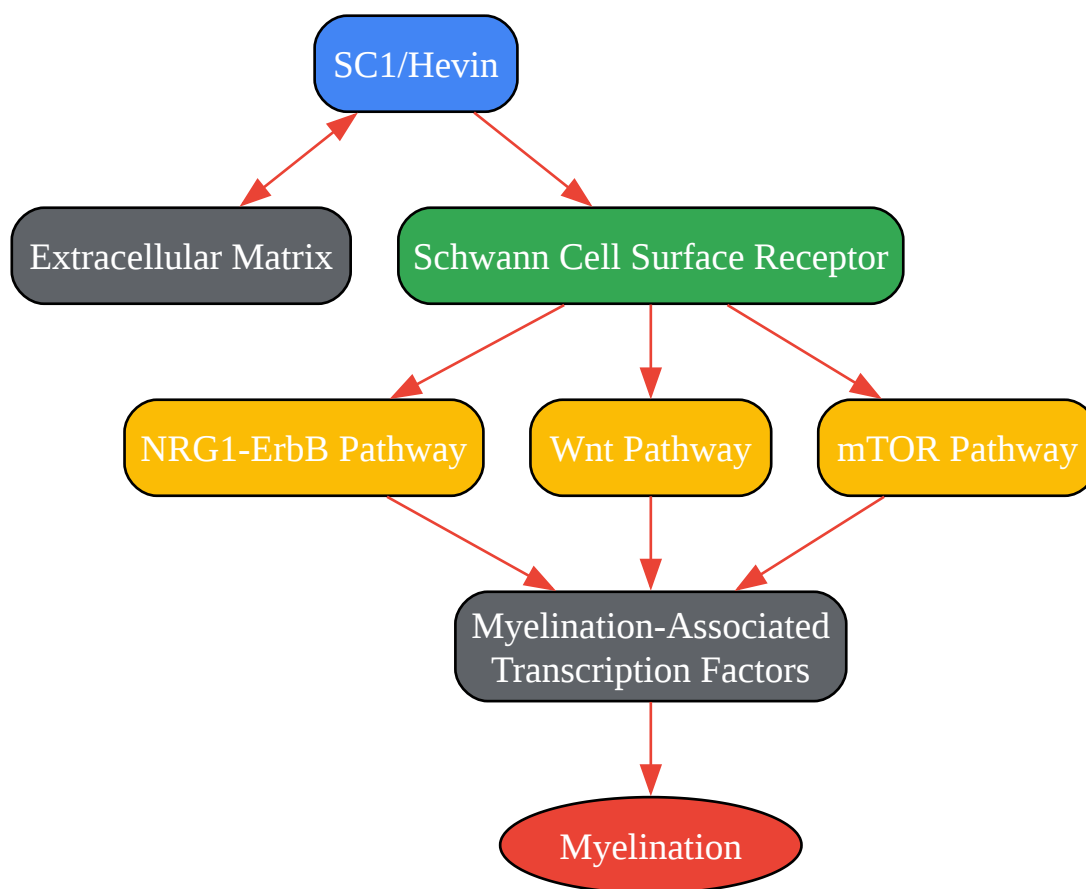 SC1/Hevin
Extracellular Matrix
Schwann Cell Surface Receptor
NRG1-ErbB Pathway
Wnt Pathway
mTOR Pathway
Myelination-Associated
Transcription Factors
Myelination